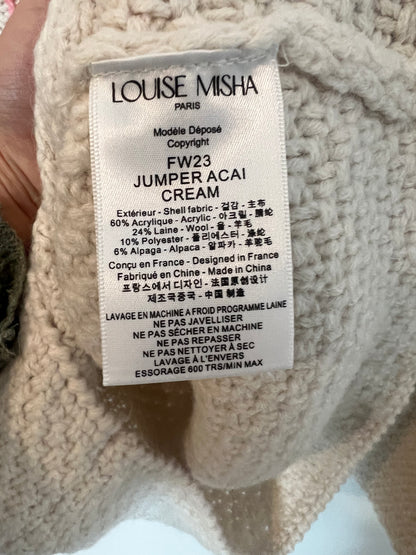 LOUISE MISHA
PARIS
Modèle Déposé
Copyright
FW23
JUMPER ACAI
CREAM
Extérieur - Shell fabric - 겉감 - 主布
60% Acrylique - Acrylic - 아크릴 - 腈纶
24% Laine - Wool - 울 - 羊毛
10% Polyester - 폴리에스터 - 涤纶
6% Alpaga - Alpaca - 알파카 - 羊驼毛
Conçu en France - Designed in France
Fabriqué en Chine - Made in China
프랑스에서 디자인 - 法国原创设计
제조국중국 - 中国 制造
LAVAGE EN MACHINE A FROID PROGRAMME LAINE
NE PAS JAVELLISER
NE PAS SÉCHER EN MACHINE
NE PAS REPASSER
NE PAS NETTOYER À SEC
LAVAGE À L'ENVERS
ESSORAGE 600 TRS/MIN MAX